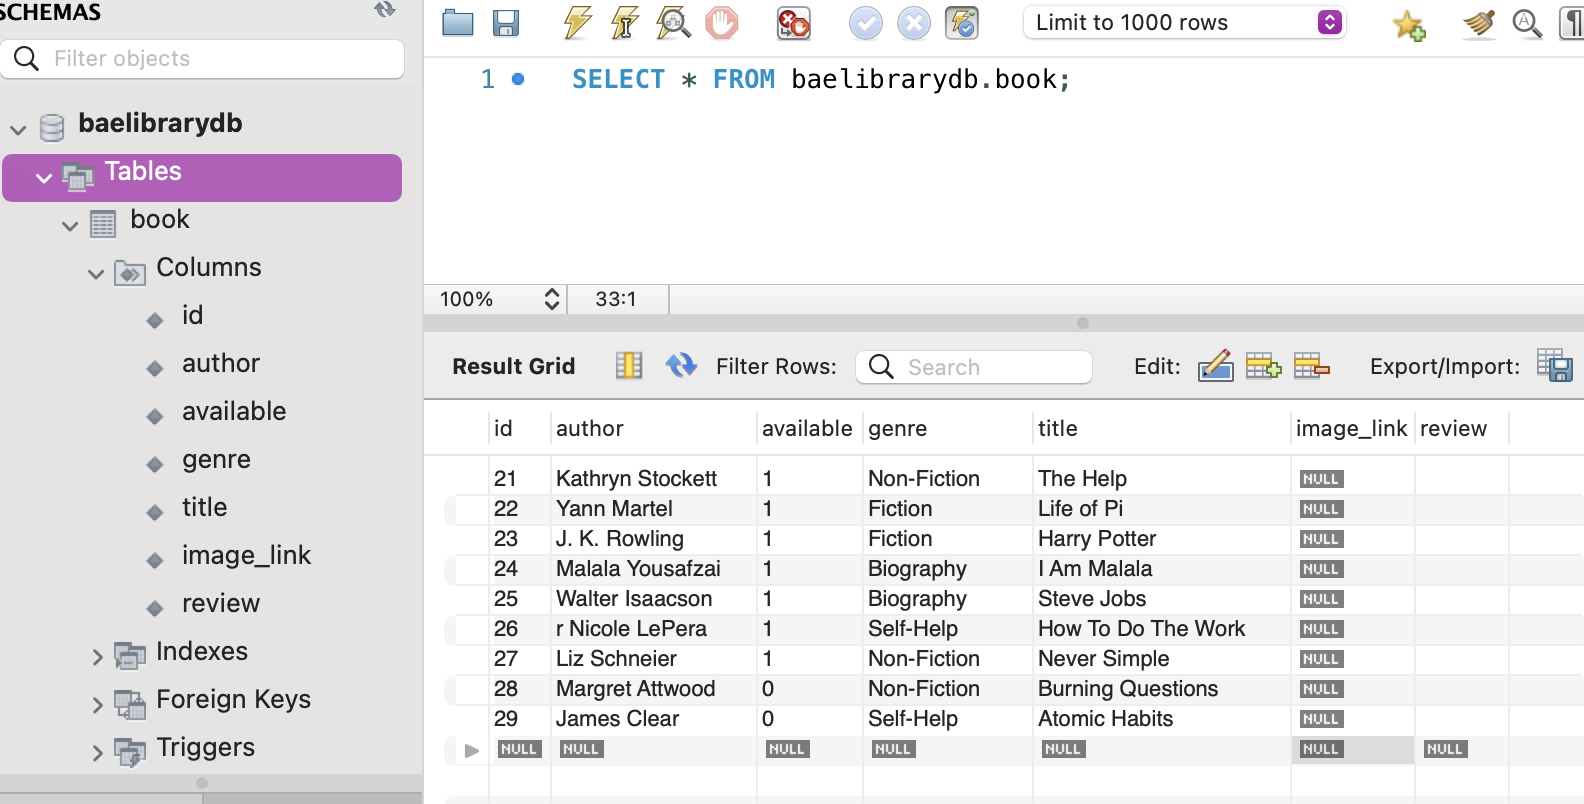 SCHEMAS
Filter objects
baelibrarydb
Tables
book
Columns
id
author
available
genre
title
image_link
review
Indexes
Foreign Keys
Triggers
Limit to 1000 rows
1 SELECT * FROM baelibrarydb.book;
100% 33:1
Result Grid Filter Rows: Search Edit: Export/Import:
id author available genre title image_link review
21 Kathryn Stockett 1 Non-Fiction The Help NULL
22 Yann Martel 1 Fiction Life of Pi NULL
23 J. K. Rowling 1 Fiction Harry Potter NULL
24 Malala Yousafzai 1 Biography I Am Malala NULL
25 Walter Isaacson 1 Biography Steve Jobs NULL
26 r Nicole LePera 1 Self-Help How To Do The Work NULL
27 Liz Schneier 1 Non-Fiction Never Simple NULL
28 Margret Attwood 0 Non-Fiction Burning Questions NULL
29 James Clear 0 Self-Help Atomic Habits NULL
NULL NULL NULL NULL NULL NULL NULL